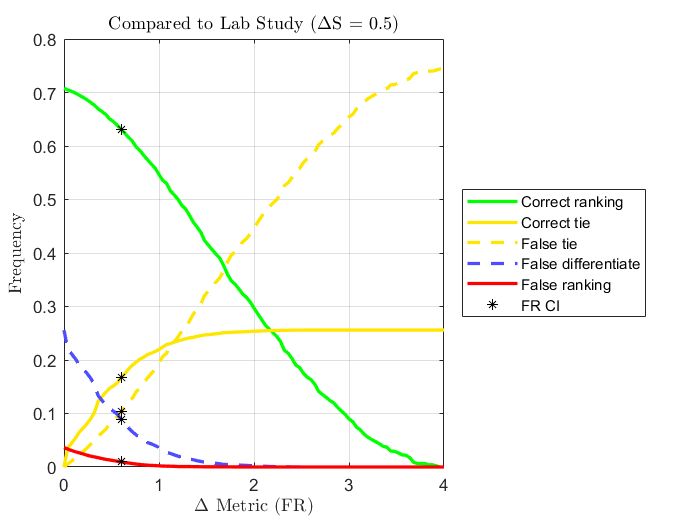 Compared to Lab Study (ΔS = 0.5)
Frequency
0.8
0.7
0.6
0.5
0.4
0.3
0.2
0.1
0
0 1 2 3 4
Δ Metric (FR)
Correct ranking
Correct tie
False tie
False differentiate
False ranking
FR CI